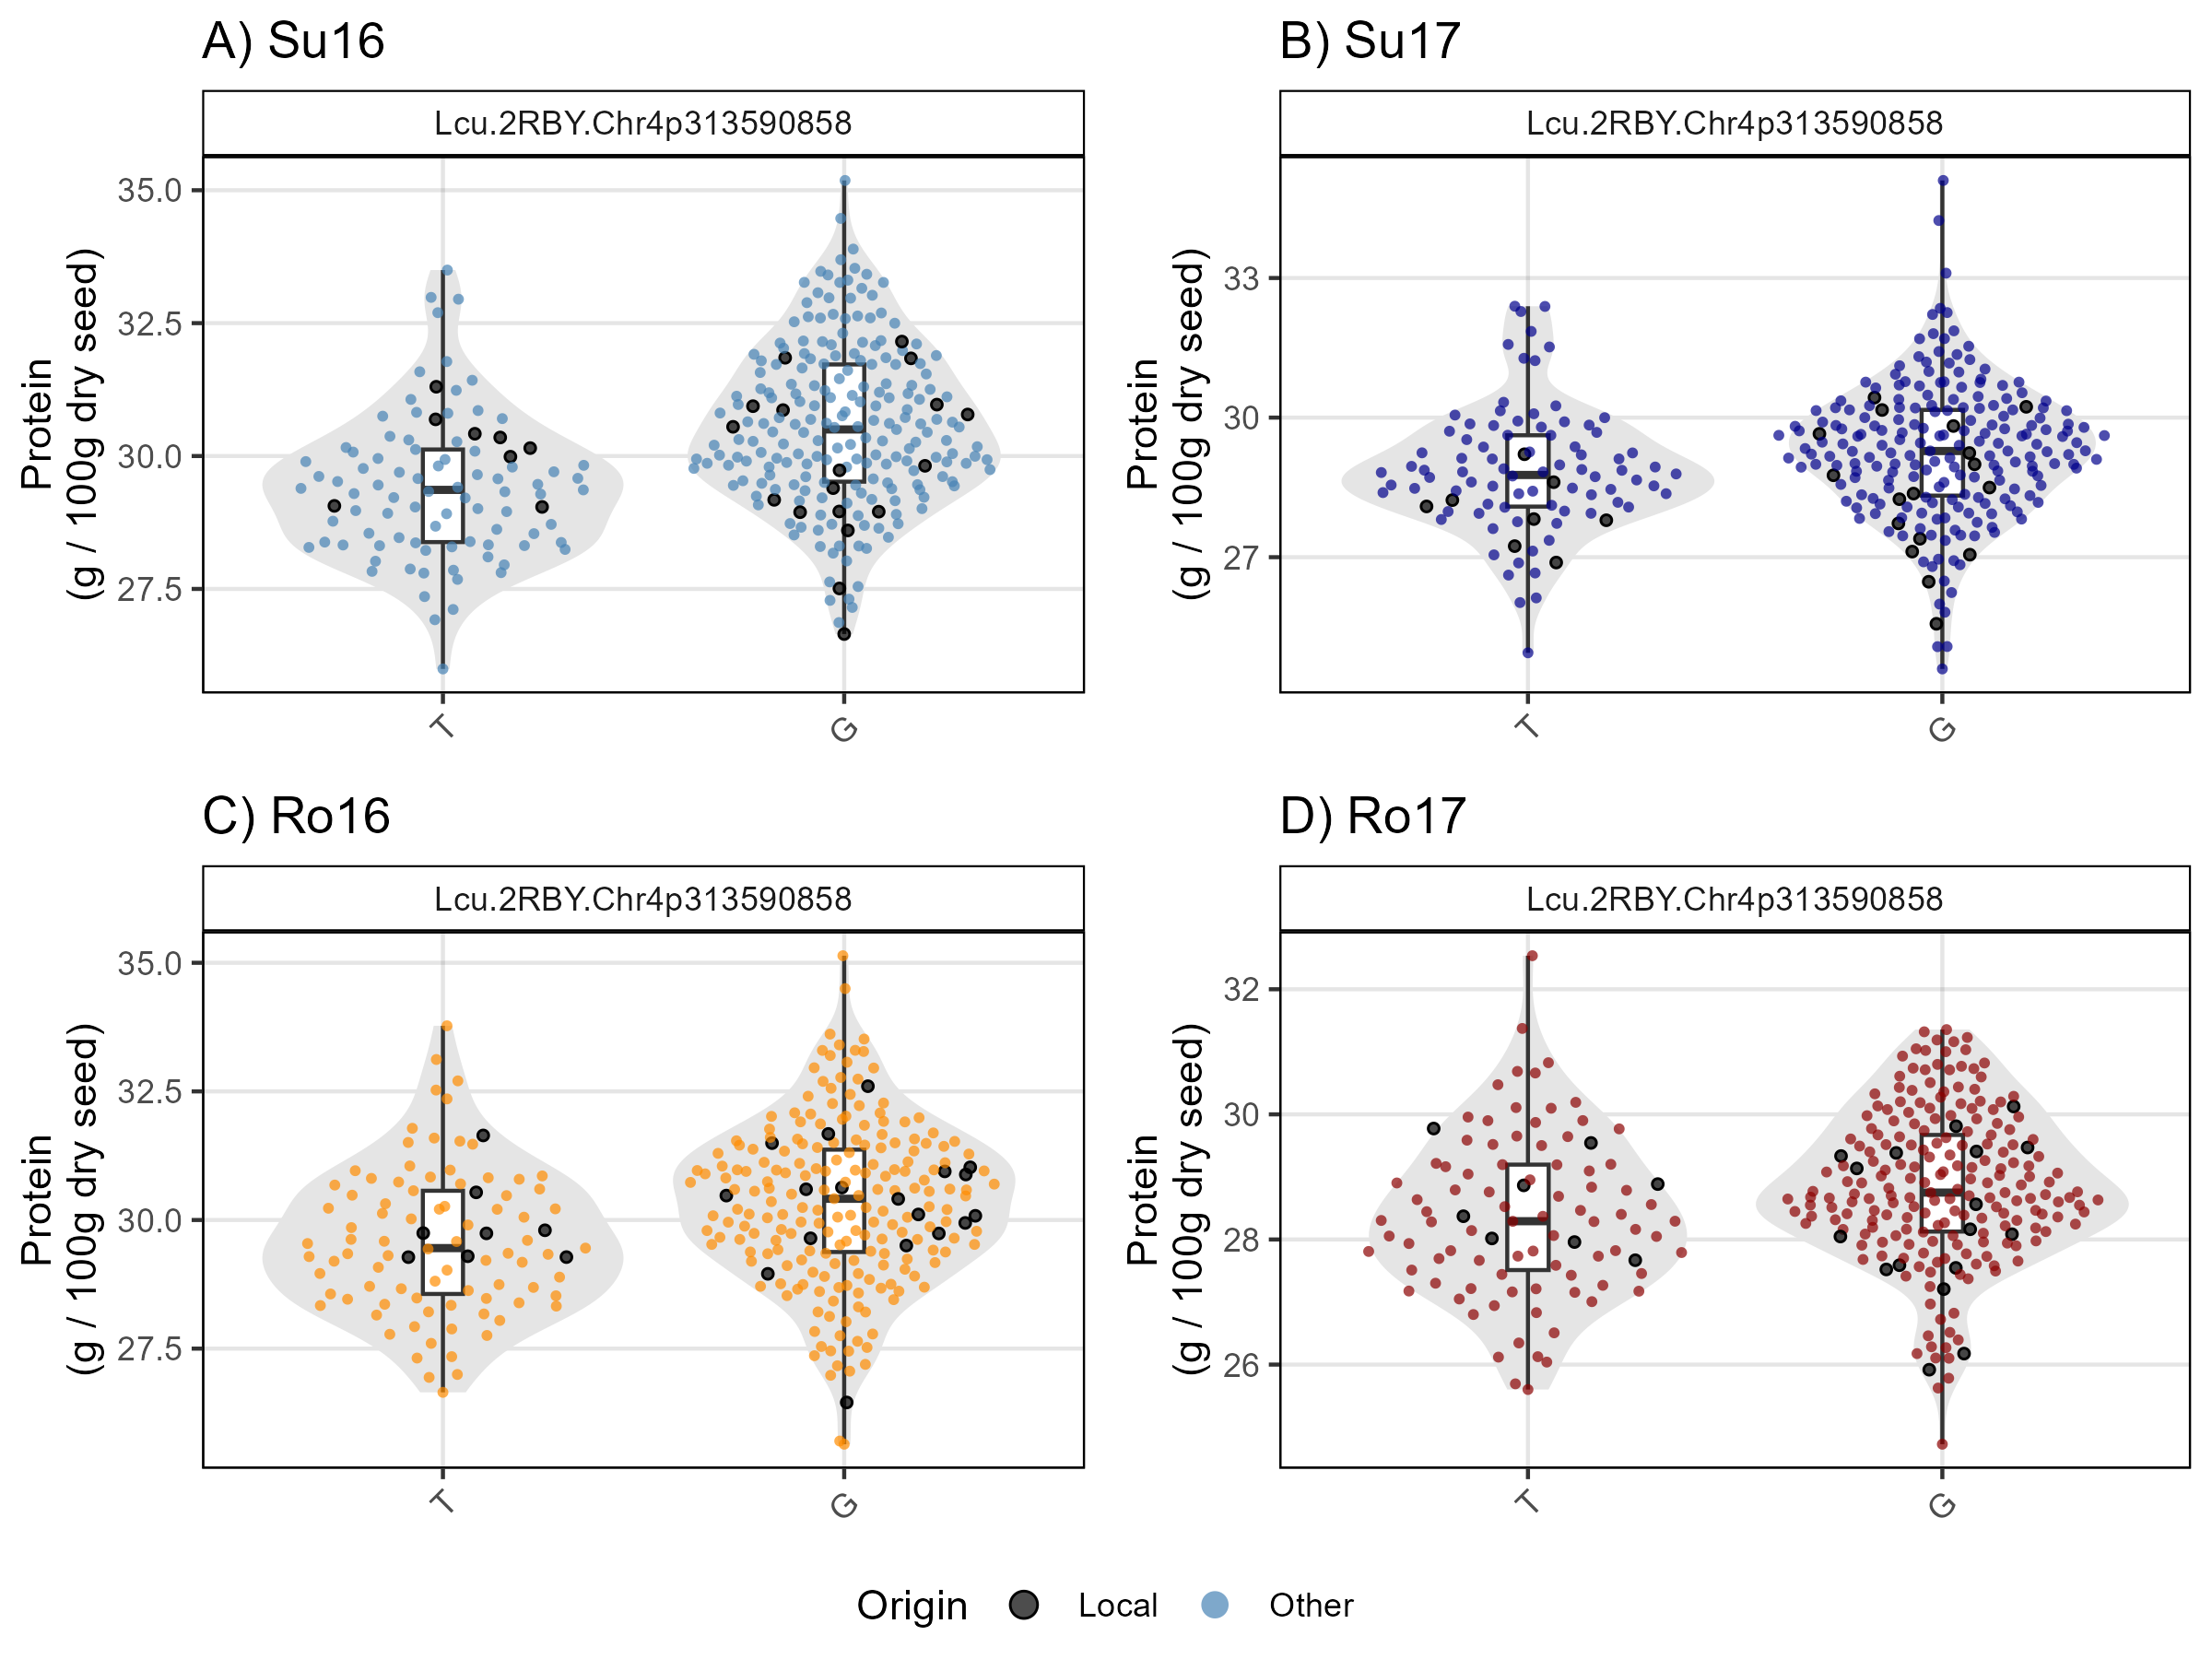 A) Su16
Lcu.2RBY.Chr4p313590858
Protein
(g / 100g dry seed)
35.0
32.5
30.0
27.5
T
G
B) Su17
Lcu.2RBY.Chr4p313590858
Protein
(g / 100g dry seed)
33
30
27
T
G
C) Ro16
Lcu.2RBY.Chr4p313590858
Protein
(g / 100g dry seed)
35.0
32.5
30.0
27.5
T
G
D) Ro17
Lcu.2RBY.Chr4p313590858
Protein
(g / 100g dry seed)
32
30
28
26
T
G
Origin Local Other